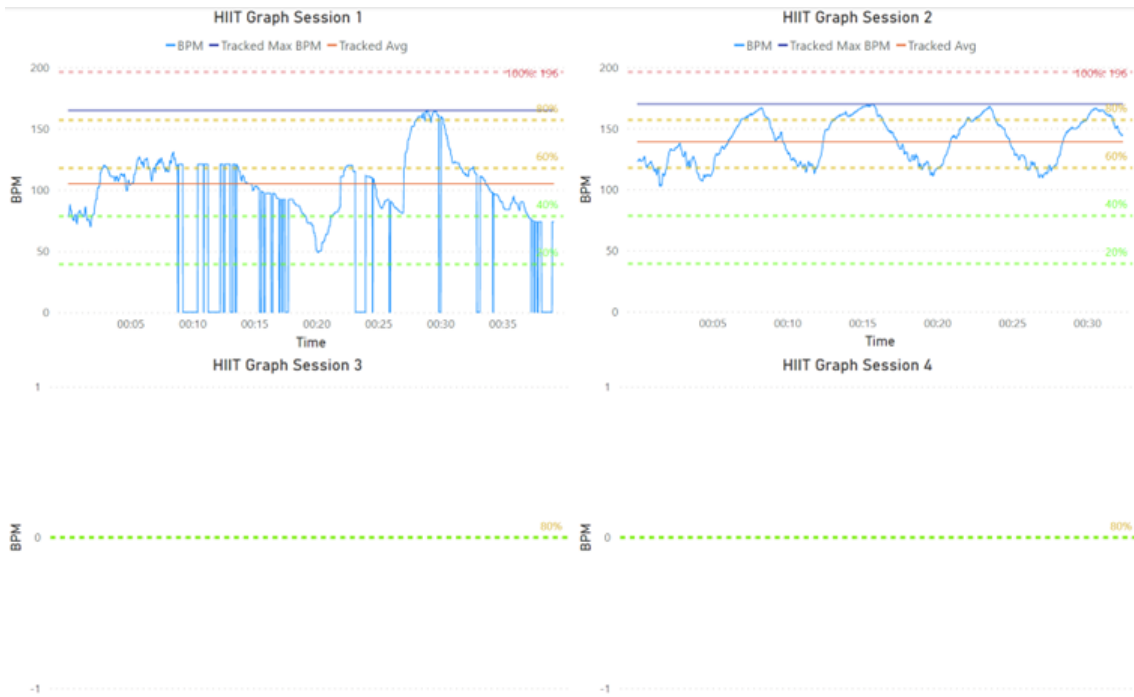 HIIT Graph Session 1
BPM Tracked Max BPM Tracked Avg
200
100%: 196
80%
150
60%
100
BPM
40%
50
0
00:05 00:10 00:15 00:20 00:25 00:30 00:35
Time
HIIT Graph Session 2
BPM Tracked Max BPM Tracked Avg
200
100%: 196
80%
150
60%
100
BPM
40%
50
20%
0
00:05 00:10 00:15 00:20 00:25 00:30
Time
HIIT Graph Session 3
1
80%
BPM
0
-1
HIIT Graph Session 4
1
80%
BPM
0
-1